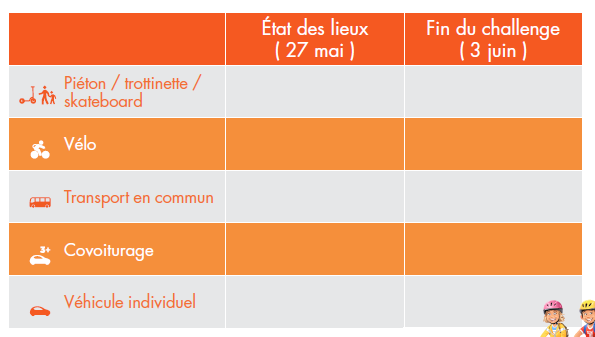 État des lieux
( 27 mai )
Fin du challenge
( 3 juin )
Piéton / trottinette /
skateboard
Vélo
Transport en commun
3+
Covoiturage
Véhicule individuel